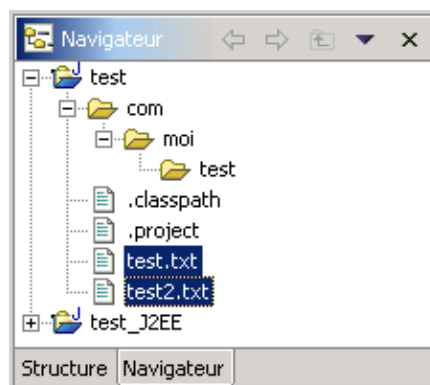 Navigateur
test
com
moi
test
.classpath
.project
test.txt
test2.txt
test_J2EE
Structure Navigateur